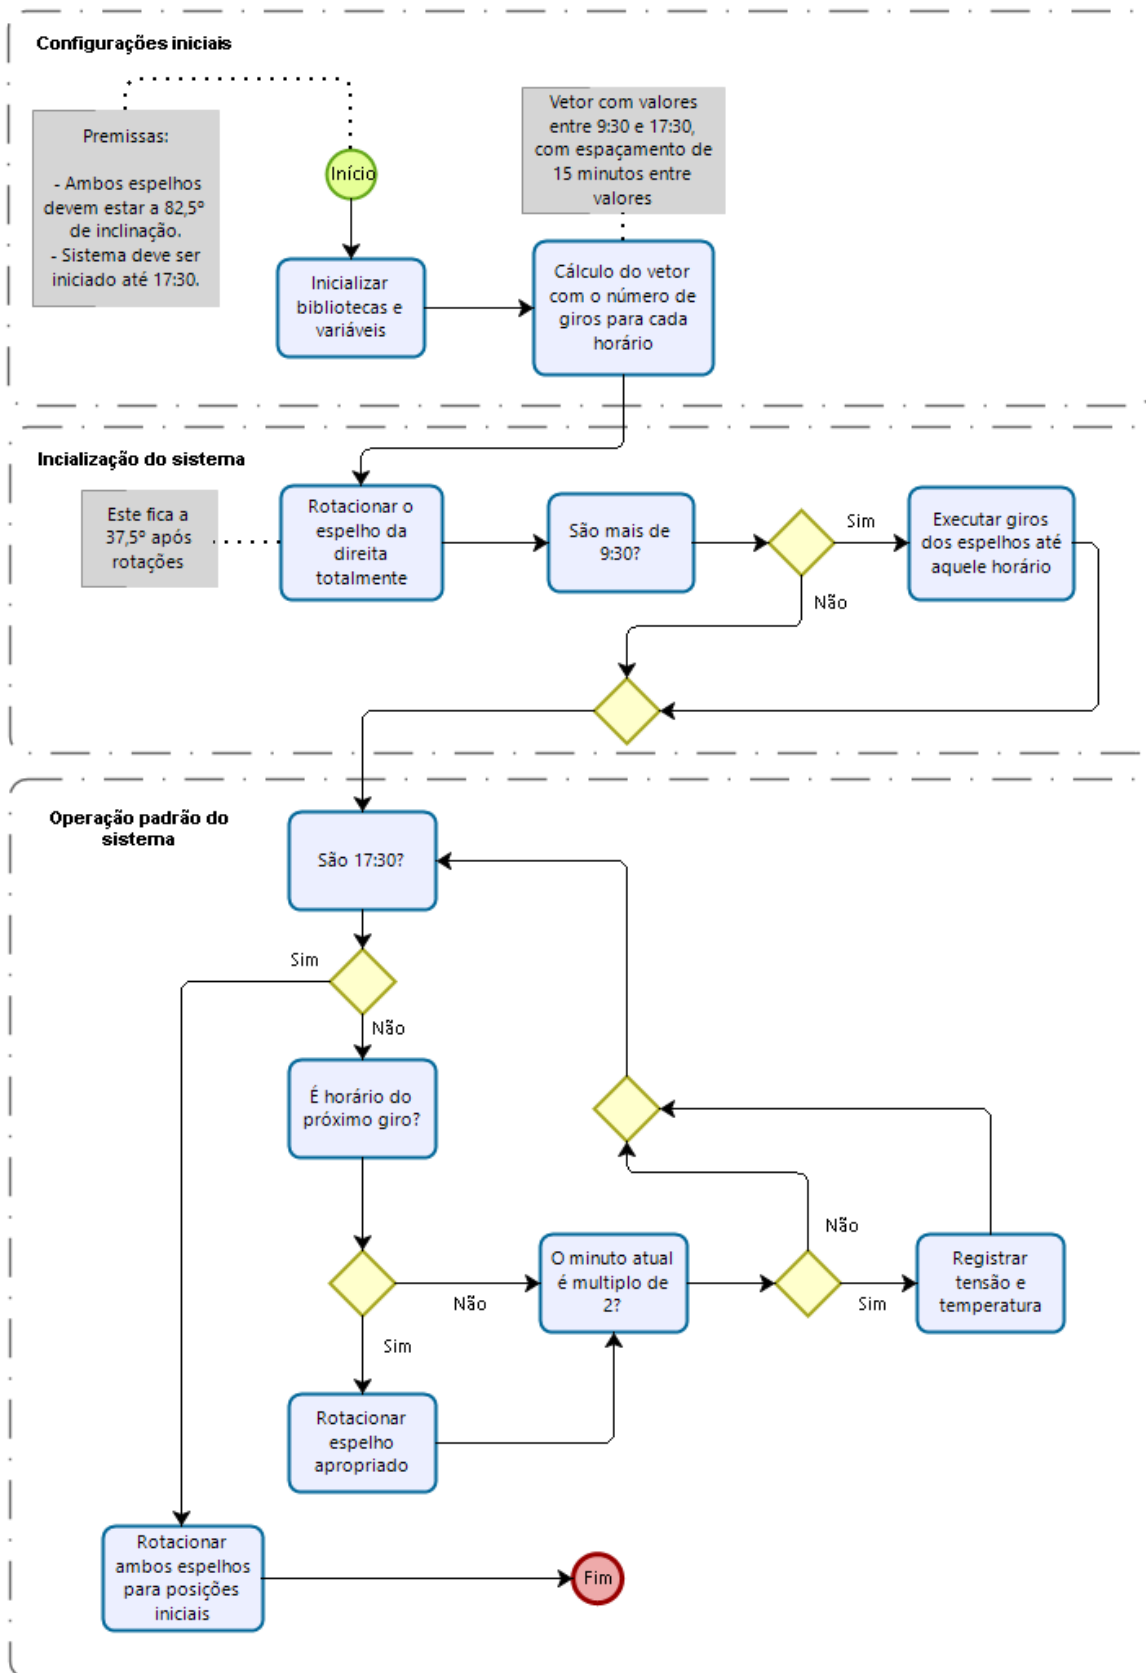 Configurações iniciais
Premissas:
- Ambos espelhos
devem estar a 82,5º
de inclinação.
- Sistema deve ser
iniciado até 17:30.
Início
Vetor com valores
entre 9:30 e 17:30,
com espaçamento de
15 minutos entre
valores
Inicializar
bibliotecas e
variáveis
Cálculo do vetor
com o número de
giros para cada
horário
Incialização do sistema
Este fica a
37,5º após
rotações
Rotacionar o
espelho da
direita
totalmente
São mais de
9:30?
Sim
Não
Executar giros
dos espelhos até
aquele horário
Operação padrão do
sistema
São 17:30?
Sim
Não
É horário do
próximo giro?
Não
Sim
O minuto atual
é multiplo de
2?
Não
Sim
Registrar
tensão e
temperatura
Rotacionar
espelho
apropriado
Rotacionar
ambos espelhos
para posições
iniciais
Fim